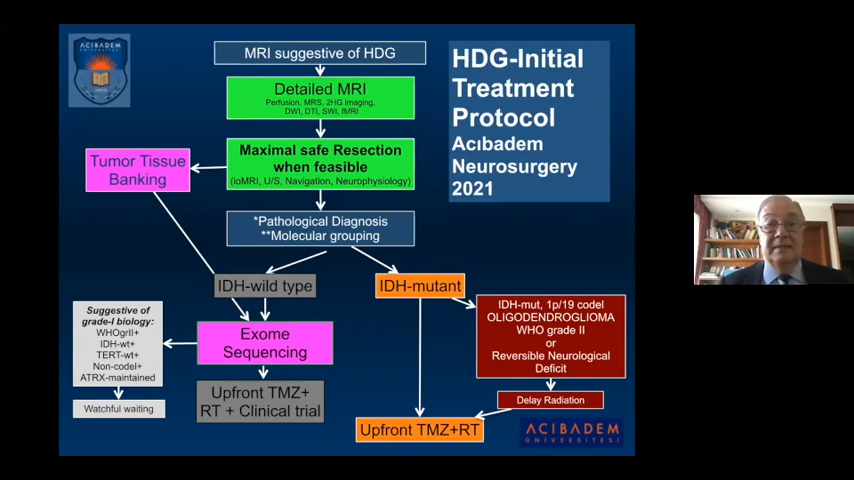 ACIBADEM
MRI suggestive of HDG
HDG-Initial
Treatment
Protocol
Acıbadem
Neurosurgery
2021
Detailed MRI
Perfusion, MRS, 2HG imaging,
DWI, DTI, SWI, fMRI
Maximal safe Resection
when feasible
(ioMRI, U/S, Navigation, Neurophysiology)
Tumor Tissue
Banking
*Pathological Diagnosis
**Molecular grouping
IDH-wild type
IDH-mutant
Suggestive of
grade-I biology:
WHOgrII+
IDH-wt+
TERT-wt+
Non-codel+
ATRX-maintained
Exome
Sequencing
IDH-mut, 1p/19 codel
OLIGODENDROGLIOMA
WHO grade II
or
Reversible Neurological
Deficit
Watchful waiting
Upfront TMZ+
RT + Clinical trial
Delay Radiation
Upfront TMZ+RT
ACIBADEM
ÜNİVERSİTESİ